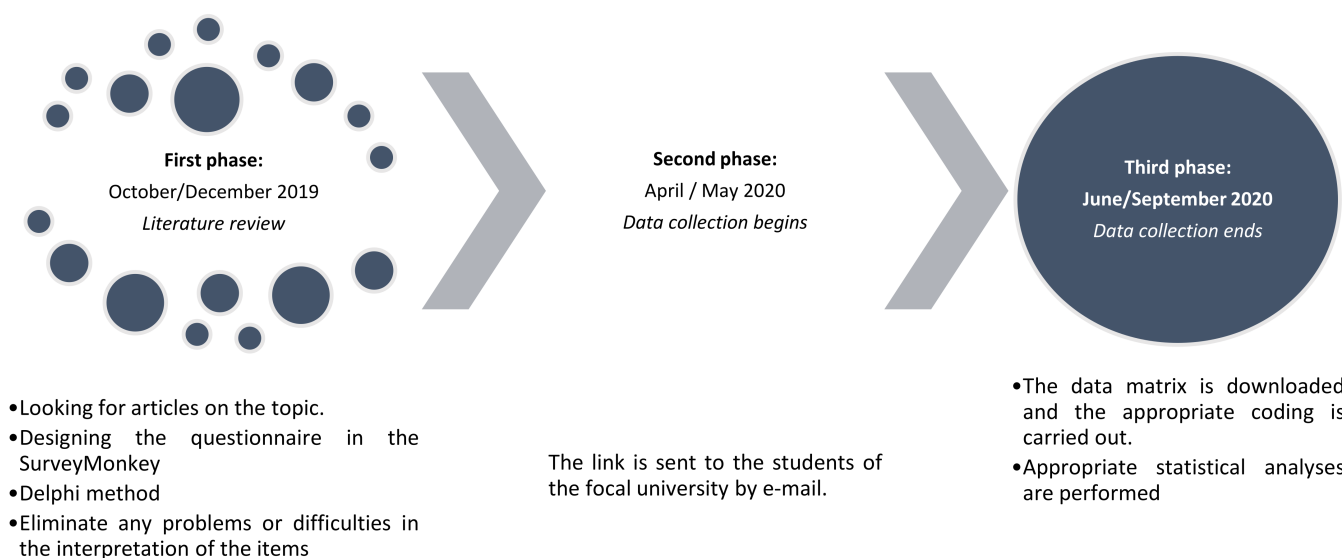 First phase:
October/December 2019
Literature review
•Looking for articles on the topic.
•Designing the questionnaire in the
SurveyMonkey
•Delphi method
•Eliminate any problems or difficulties in
the interpretation of the items
Second phase:
April / May 2020
Data collection begins
The link is sent to the students of
the focal university by e-mail.
Third phase:
June/September 2020
Data collection ends
•The data matrix is downloaded
and the appropriate coding is
carried out.
•Appropriate statistical analyses
are performed